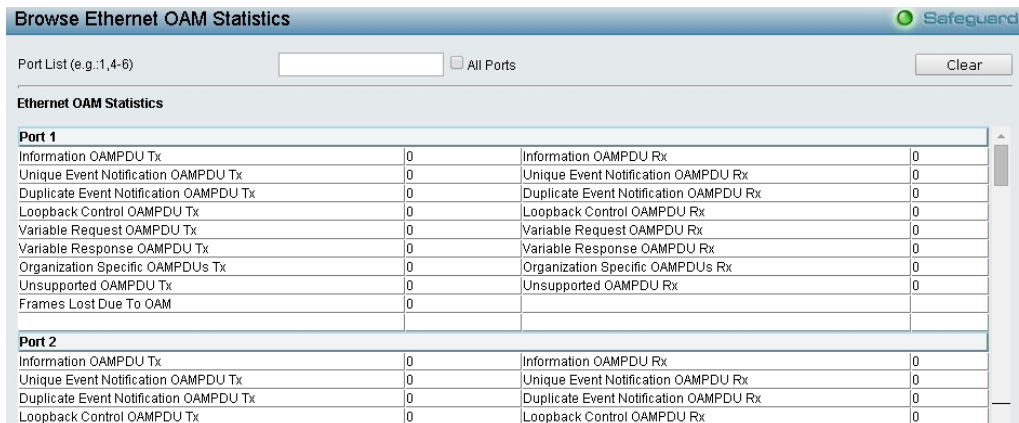 Browse Ethernet OAM Statistics Safeguard
Port List (e.g.:1,4-6) All Ports Clear
Ethernet OAM Statistics
Port 1
Information OAMPDU Tx 0 Information OAMPDU Rx 0
Unique Event Notification OAMPDU Tx 0 Unique Event Notification OAMPDU Rx 0
Duplicate Event Notification OAMPDU Tx 0 Duplicate Event Notification OAMPDU Rx 0
Loopback Control OAMPDU Tx 0 Loopback Control OAMPDU Rx 0
Variable Request OAMPDU Tx 0 Variable Request OAMPDU Rx 0
Variable Response OAMPDU Tx 0 Variable Response OAMPDU Rx 0
Organization Specific OAMPDUs Tx 0 Organization Specific OAMPDUs Rx 0
Unsupported OAMPDU Tx 0 Unsupported OAMPDU Rx 0
Frames Lost Due To OAM 0
Port 2
Information OAMPDU Tx 0 Information OAMPDU Rx 0
Unique Event Notification OAMPDU Tx 0 Unique Event Notification OAMPDU Rx 0
Duplicate Event Notification OAMPDU Tx 0 Duplicate Event Notification OAMPDU Rx 0
Loopback Control OAMPDU Tx 0 Loopback Control OAMPDU Rx 0